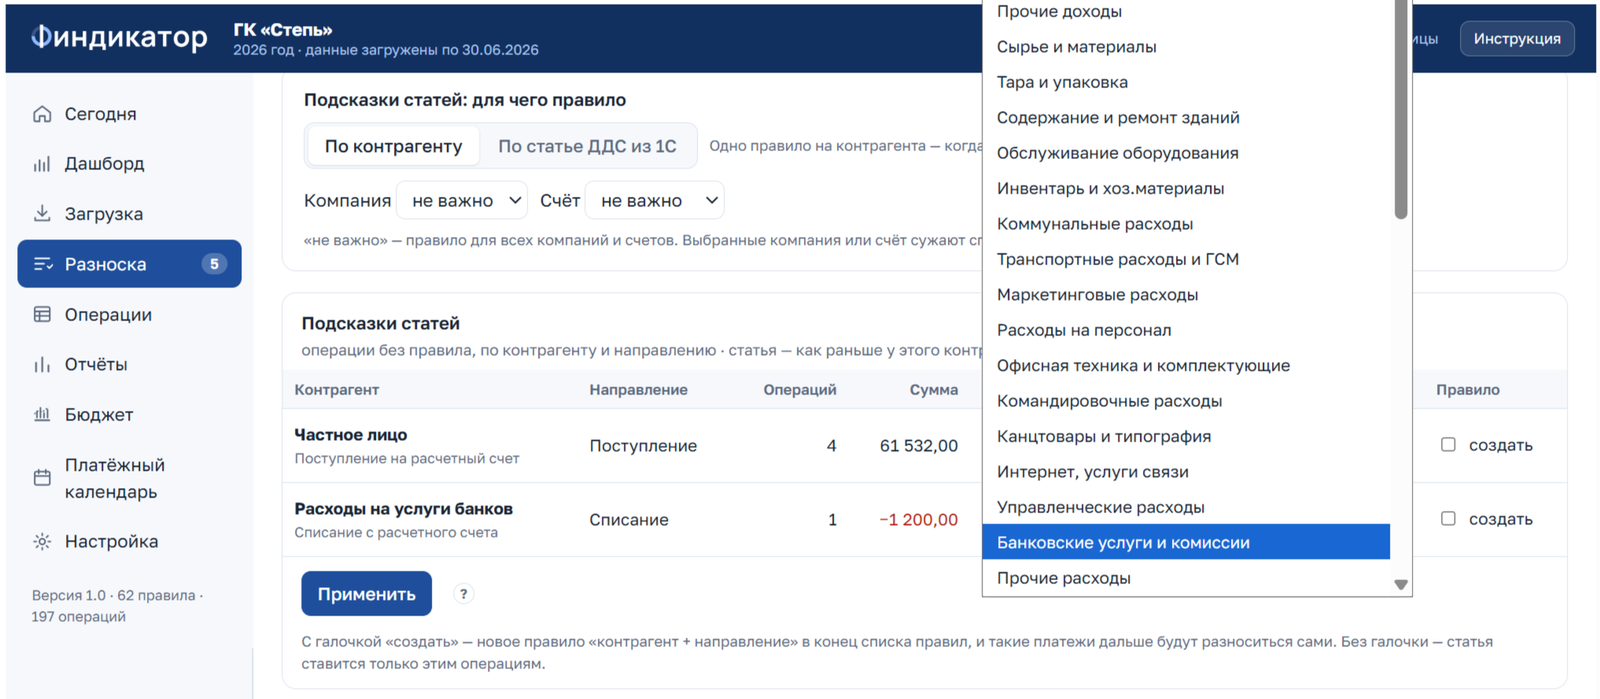 Финдикатор
ГК «Степь»
2026 год · данные загружены по 30.06.2026
Инструкция
Сегодня
Дашборд
Загрузка
Разноска 5
Операции
Отчёты
Бюджет
Платёжный
календарь
Настройка
Версия 1.0 · 62 правила ·
197 операций
Подсказки статей: для чего правило
По контрагенту По статье ДДС из 1С Одно правило на контрагента — когда
Компания не важно Счёт не важно
«не важно» — правило для всех компаний и счетов. Выбранные компания или счёт сужают
Подсказки статей
операции без правила, по контрагенту и направлению · статья — как раньше у этого
Контрагент Направление Операций Сумма Правило
Частное лицо
Поступление на расчетный счет
Поступление 4 61 532,00 создать
Расходы на услуги банков
Списание с расчетного счета
Списание 1 −1 200,00 создать
Применить ?
С галочкой «создать» — новое правило «контрагент + направление» в конец списка правил, и такие платежи дальше будут разноситься сами. Без галочки — статья
ставится только этим операциям.
Прочие доходы
Сырье и материалы
Тара и упаковка
Содержание и ремонт зданий
Обслуживание оборудования
Инвентарь и хоз.материалы
Коммунальные расходы
Транспортные расходы и ГСМ
Маркетинговые расходы
Расходы на персонал
Офисная техника и комплектующие
Командировочные расходы
Канцтовары и типография
Интернет, услуги связи
Управленческие расходы
Банковские услуги и комиссии
Прочие расходы